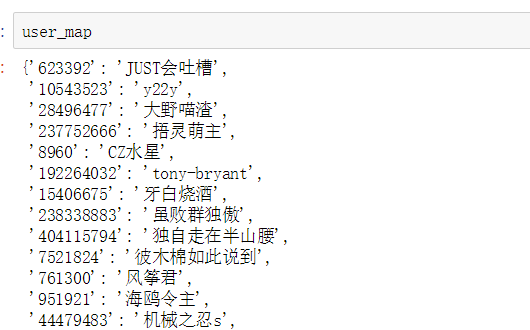 : user_map
: {'623392': 'JUST会吐槽',
'10543523': 'y22y',
'28496477': '大野喵渣',
'237752666': '捂灵萌主',
'8960': 'CZ水星',
'192264032': 'tony-bryant',
'15406675': '牙白烧酒',
'238338883': '虽败群独傲',
'404115794': '独自走在半山腰',
'7521824': '彼木棉如此说到',
'761300': '风筝君',
'951921': '海鸥令主',
'44479483': '机械之忍s',